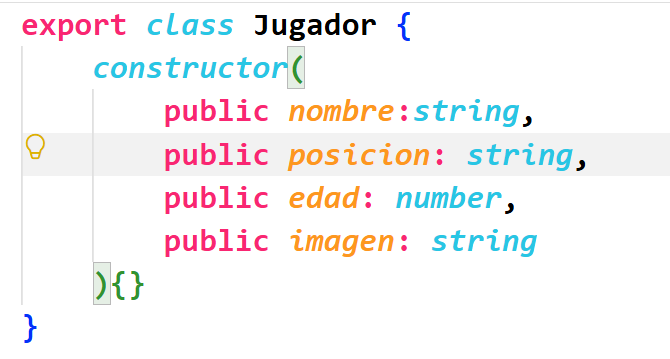 export class Jugador {
constructor(
public nombre:string,
public posicion: string,
public edad: number,
public imagen: string
){}
}